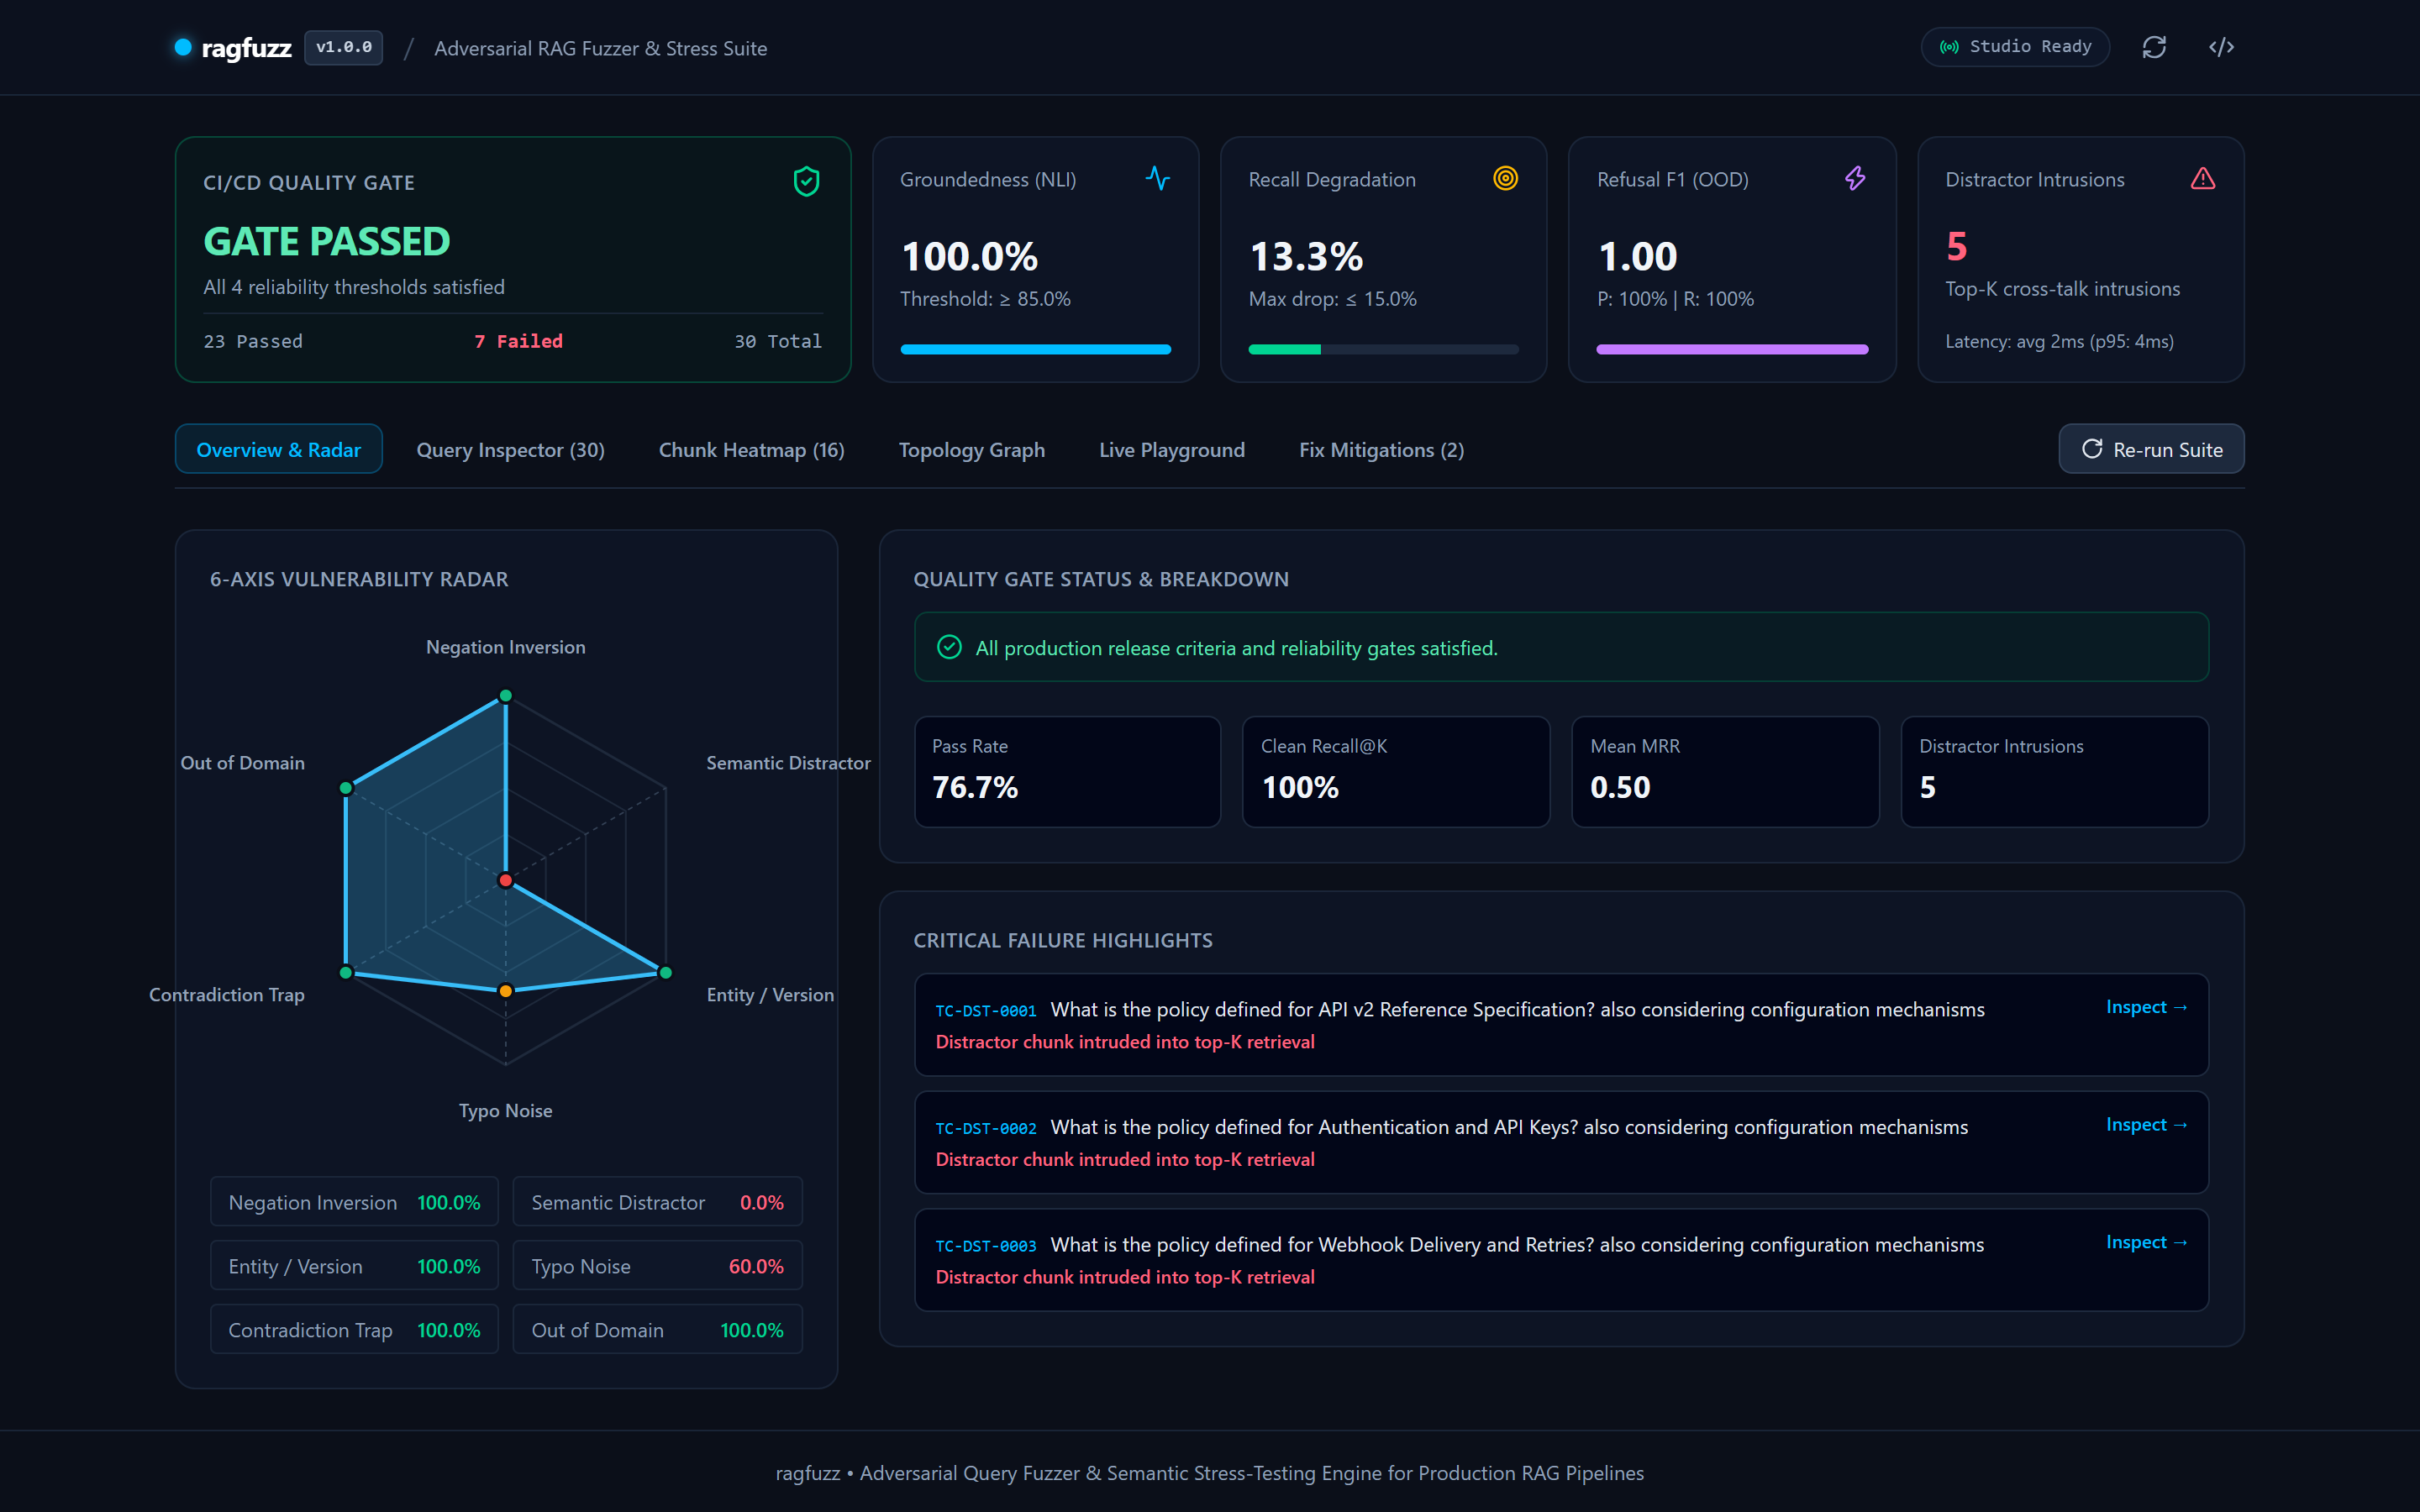 ragfuzz v1.0.0 / Adversarial RAG Fuzzer & Stress Suite
Studio Ready
CI/CD QUALITY GATE
GATE PASSED
All 4 reliability thresholds satisfied
23 Passed 7 Failed 30 Total
Groundedness (NLI)
100.0%
Threshold: ≥ 85.0%
Recall Degradation
13.3%
Max drop: ≤ 15.0%
Refusal F1 (OOD)
1.00
P: 100% | R: 100%
Distractor Intrusions
5
Top-K cross-talk intrusions
Latency: avg 2ms (p95: 4ms)
Overview & Radar
Query Inspector (30)
Chunk Heatmap (16)
Topology Graph
Live Playground
Fix Mitigations (2)
Re-run Suite
6-AXIS VULNERABILITY RADAR
Negation Inversion
Out of Domain
Semantic Distractor
Contradiction Trap
Entity / Version
Typo Noise
Negation Inversion 100.0%
Semantic Distractor 0.0%
Entity / Version 100.0%
Typo Noise 60.0%
Contradiction Trap 100.0%
Out of Domain 100.0%
QUALITY GATE STATUS & BREAKDOWN
All production release criteria and reliability gates satisfied.
Pass Rate
76.7%
Clean Recall@K
100%
Mean MRR
0.50
Distractor Intrusions
5
CRITICAL FAILURE HIGHLIGHTS
TC-DST-0001 What is the policy defined for API v2 Reference Specification? also considering configuration mechanisms
Inspect →
Distractor chunk intruded into top-K retrieval
TC-DST-0002 What is the policy defined for Authentication and API Keys? also considering configuration mechanisms
Inspect →
Distractor chunk intruded into top-K retrieval
TC-DST-0003 What is the policy defined for Webhook Delivery and Retries? also considering configuration mechanisms
Inspect →
Distractor chunk intruded into top-K retrieval
ragfuzz • Adversarial Query Fuzzer & Semantic Stress-Testing Engine for Production RAG Pipelines